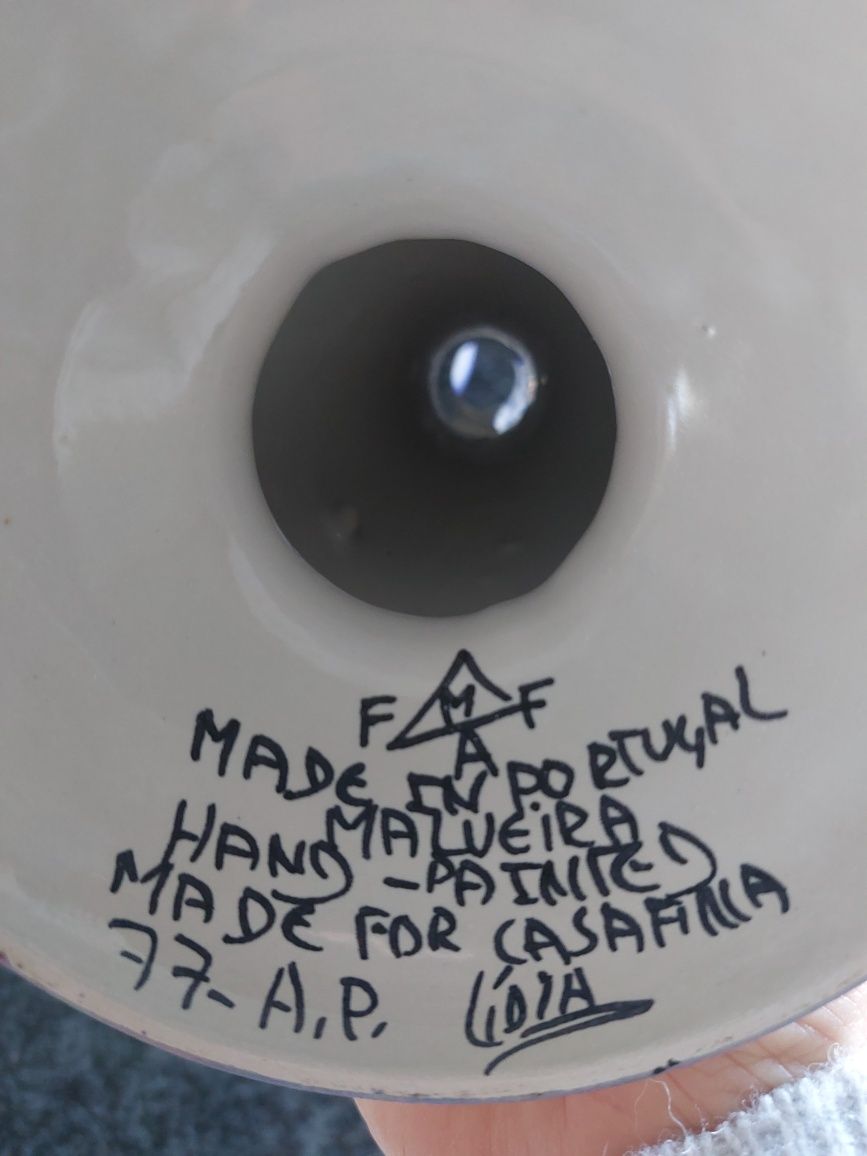 F M F
A
MADE IN PORTUGAL
MALVEIRA
HAND-PAINTED
MADE FOR CASAFINA
77-A.P. LÍDIA